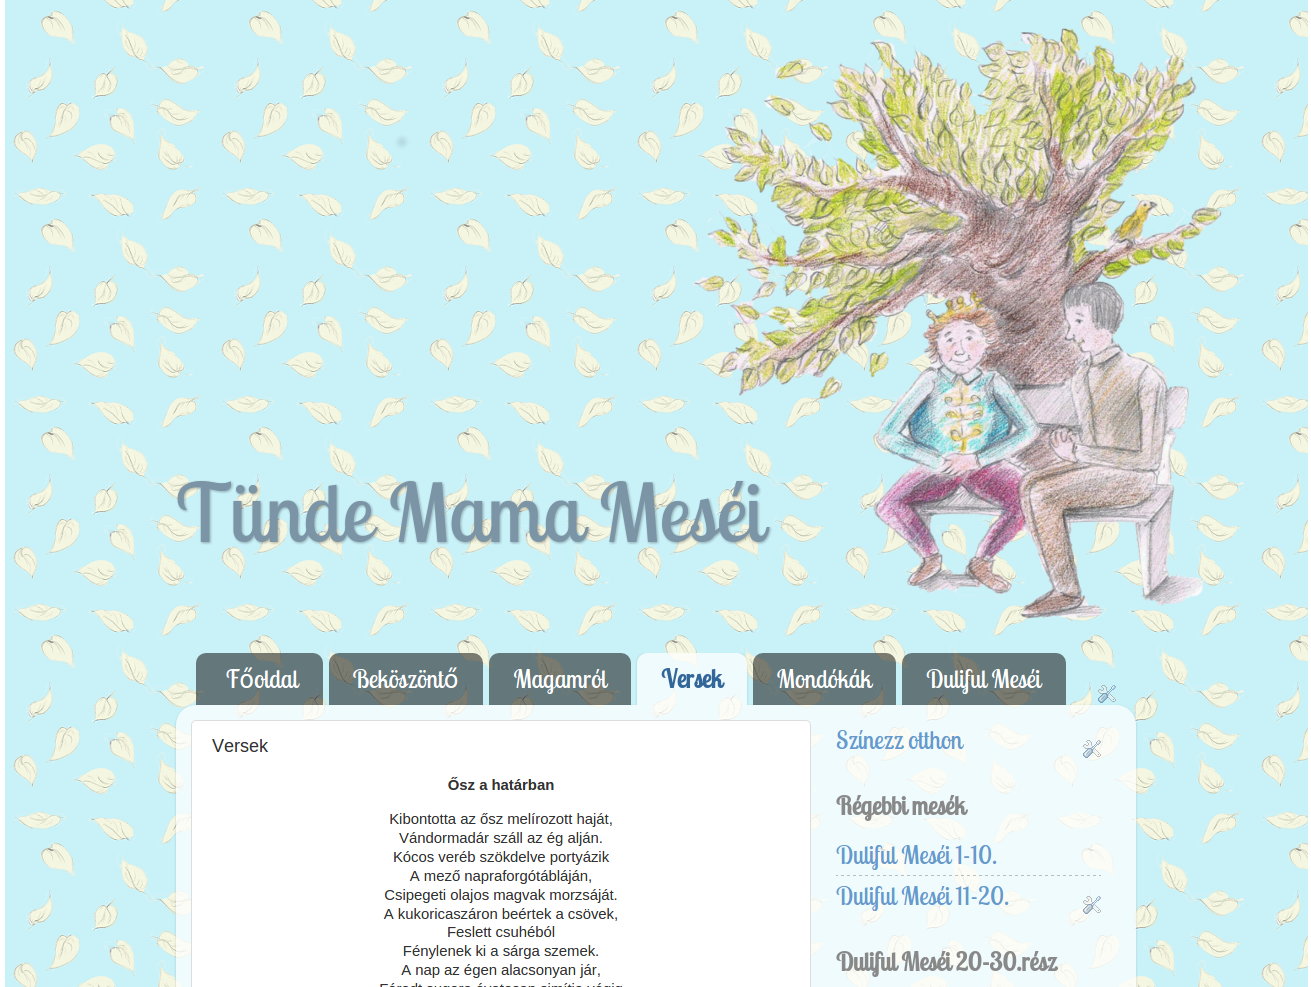 Tünde Mama Meséi
Főoldal
Beköszöntő
Magamról
Versek
Mondókák
Duliful Meséi
Versek
Ősz a határban
Kibontotta az ősz melírozott haját,
Vándormadár száll az ég alján.
Kócos veréb szökdelve portyázik
A mező napraforgótábláján,
Csipegeti olajos magvak morzsáját.
A kukoricaszáron beértek a csövek,
Feslett csuhéból
Fénylenek ki a sárga szemek.
A nap az égen alacsonyan jár,
Színezz otthon
Régebbi mesék
Duliful Meséi 1-10.
Duliful Meséi 11-20.
Duliful Meséi 20-30.rész